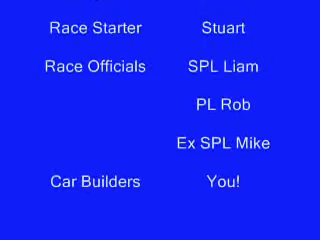 Race Starter Stuart
Race Officials SPL Liam
PL Rob
Ex SPL Mike
Car Builders You!